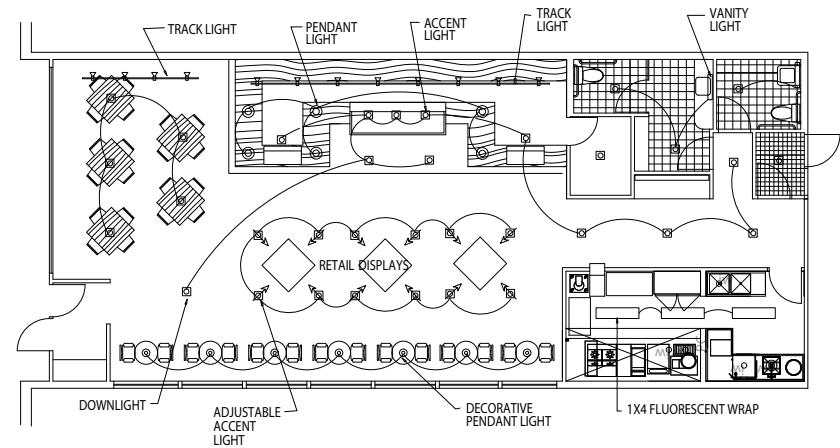 TRACK LIGHT
PENDANT
LIGHT
ACCENT
LIGHT
TRACK
LIGHT
VANITY
LIGHT
RETAIL DISPLAYS
DOWNLIGHT
ADJUSTABLE
ACCENT
LIGHT
DECORATIVE
PENDANT LIGHT
1X4 FLUORESCENT WRAP